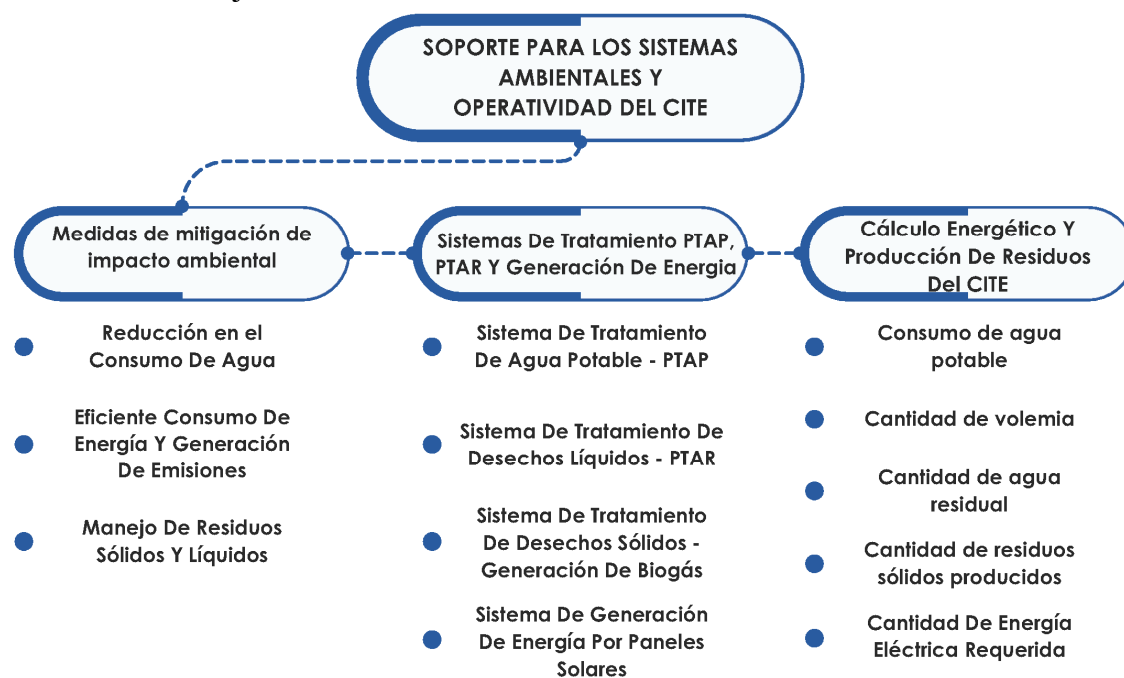 SOPORTE PARA LOS SISTEMAS
AMBIENTALES Y
OPERATIVIDAD DEL CITE
Medidas de mitigación de
impacto ambiental
Reducción en el
Consumo De Agua
Eficiente Consumo De
Energía Y Generación
De Emisiones
Manejo De Residuos
Sólidos Y Líquidos
Sistemas De Tratamiento PTAP,
PTAR Y Generación De Energia
Sistema De Tratamiento
De Agua Potable - PTAP
Sistema De Tratamiento De
Desechos Líquidos - PTAR
Sistema De Tratamiento
De Desechos Sólidos -
Generación De Biogás
Sistema De Generación
De Energía Por Paneles
Solares
Cálculo Energético Y
Producción De Residuos
Del CITE
Consumo de agua
potable
Cantidad de volemia
Cantidad de agua
residual
Cantidad de residuos
sólidos producidos
Cantidad De Energía
Eléctrica Requerida